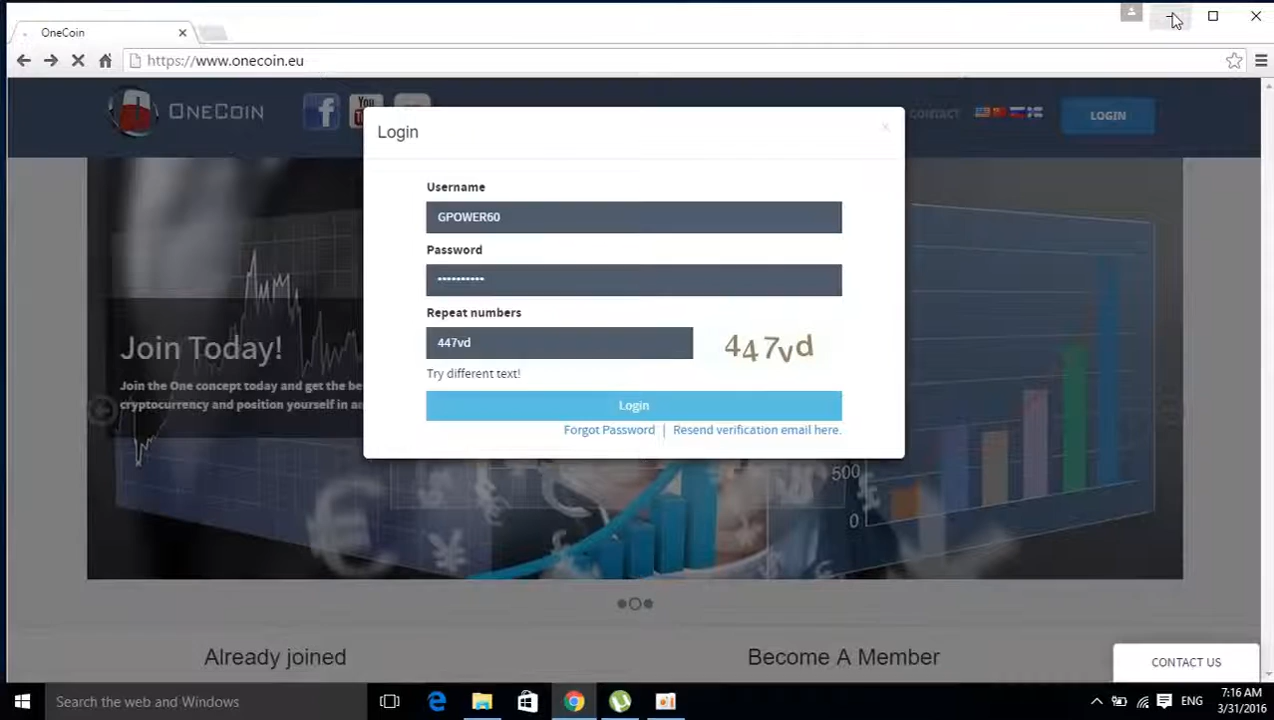 OneCoin
https://www.onecoin.eu
ONECOIN
You
CONTACT
LOGIN
Login
Username
GPOWER60
Password
Repeat numbers
447vd
447vd
Try different text!
Login
Forgot Password | Resend verification email here.
Join Today!
Join the One concept today and get the be
cryptocurrency and position yourself in a
500
0
Already joined
Become A Member
CONTACT US
Search the web and Windows
ENG
7:16 AM
3/31/2016